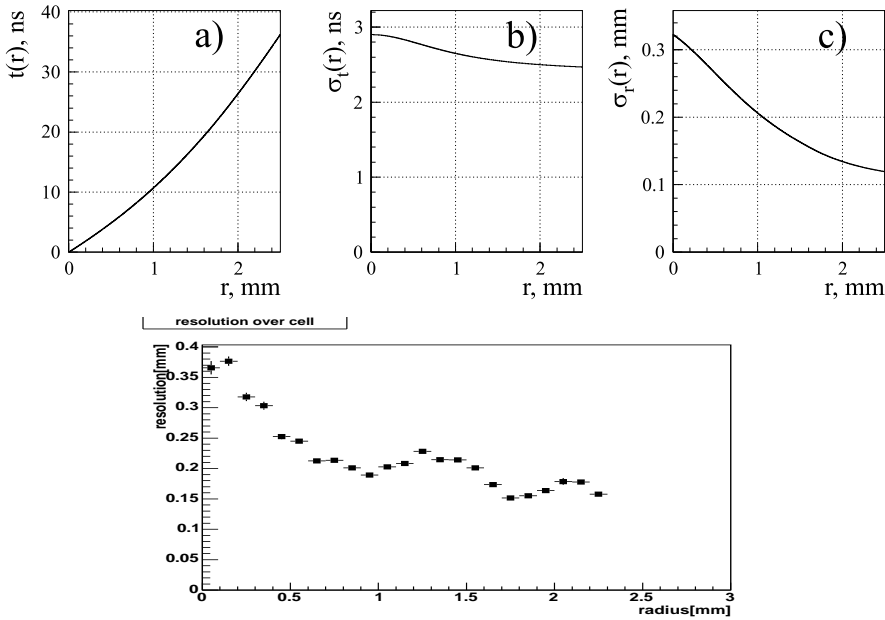 a)
t(r), ns
40
30
20
10
0
0 1 2
r, mm
b)
σt(r), ns
3
2
1
0
0 1 2
r, mm
c)
σr(r), mm
0.3
0.2
0.1
0
0 1 2
r, mm
resolution over cell
resolution[mm]
0.4
0.35
0.3
0.25
0.2
0.15
0.1
0.05
0
0 0.5 1 1.5 2 2.5 3
radius[mm]